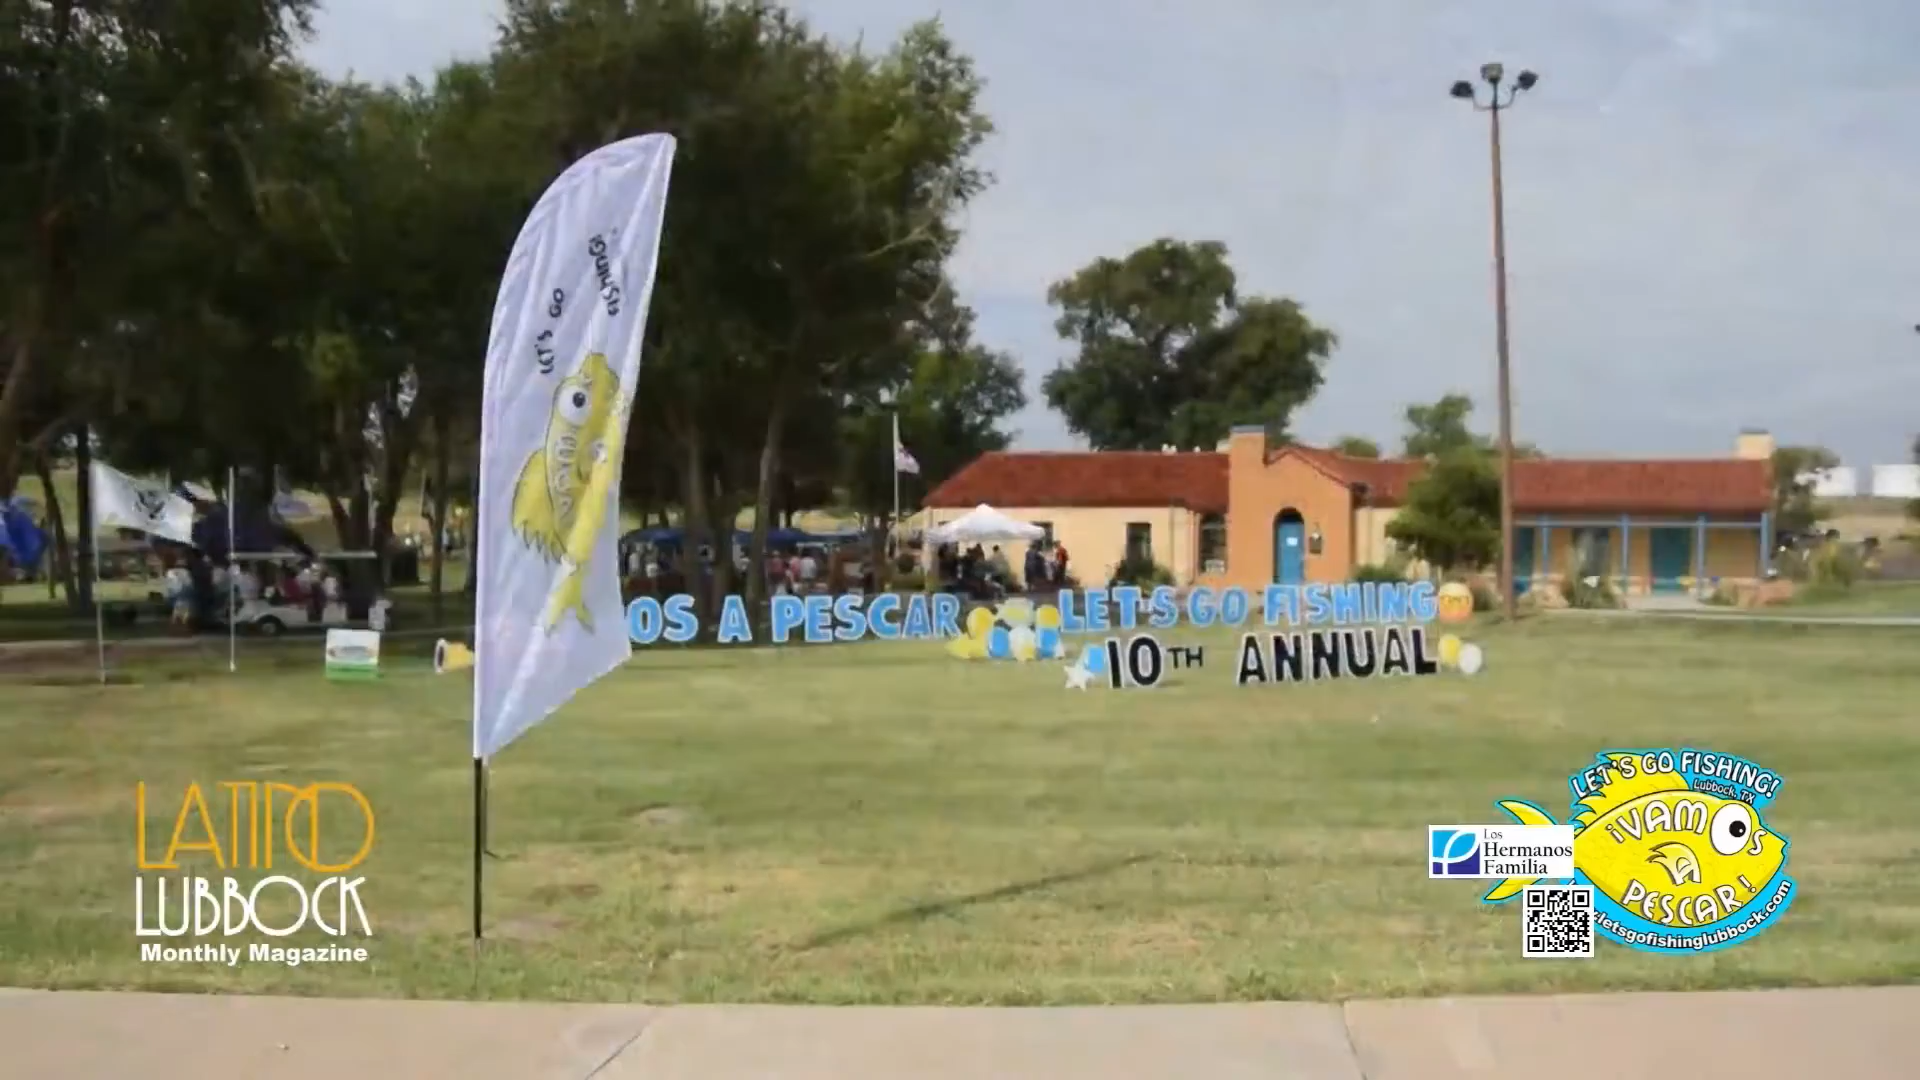 LET'S GO
FISHING!
OS A PESCAR
LET'S GO FISHING
10TH ANNUAL
LATINO
LUBBOCK
Monthly Magazine
LET'S GO FISHING!
Lubbock, TX
¡VAMOS
A
PESCAR!
letsgofishinglubbock.com
Los
Hermanos
Familia